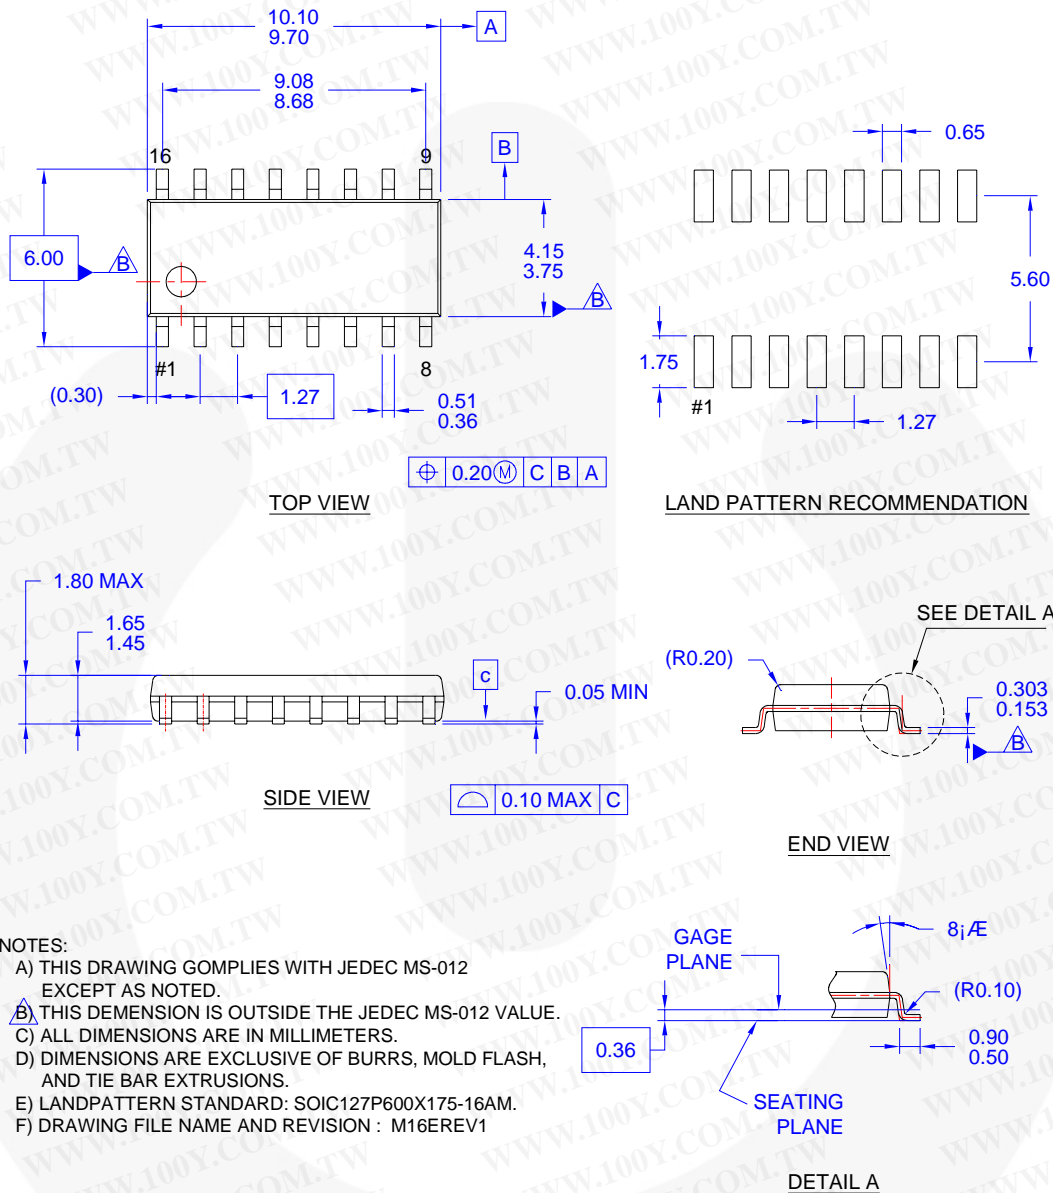 10.10
9.70
A
9.08
8.68
16
9
B
0.65
6.00
B
4.15
3.75
B
5.60
1.75
#1
8
#1
(0.30)
1.27
0.51
0.36
1.27
0.20 Ⓜ C B A
TOP VIEW
LAND PATTERN RECOMMENDATION
1.80 MAX
1.65
1.45
c
0.05 MIN
SEE DETAIL A
(R0.20)
0.303
0.153
B
SIDE VIEW
0.10 MAX C
END VIEW
NOTES:
A) THIS DRAWING GOMPLIES WITH JEDEC MS-012
EXCEPT AS NOTED.
B) THIS DEMENSION IS OUTSIDE THE JEDEC MS-012 VALUE.
C) ALL DIMENSIONS ARE IN MILLIMETERS.
D) DIMENSIONS ARE EXCLUSIVE OF BURRS, MOLD FLASH,
AND TIE BAR EXTRUSIONS.
E) LANDPATTERN STANDARD: SOIC127P600X175-16AM.
F) DRAWING FILE NAME AND REVISION : M16EREV1
GAGE
PLANE
8¡Æ
(R0.10)
0.36
0.90
0.50
SEATING
PLANE
DETAIL A
WWW.100Y.COM.TW